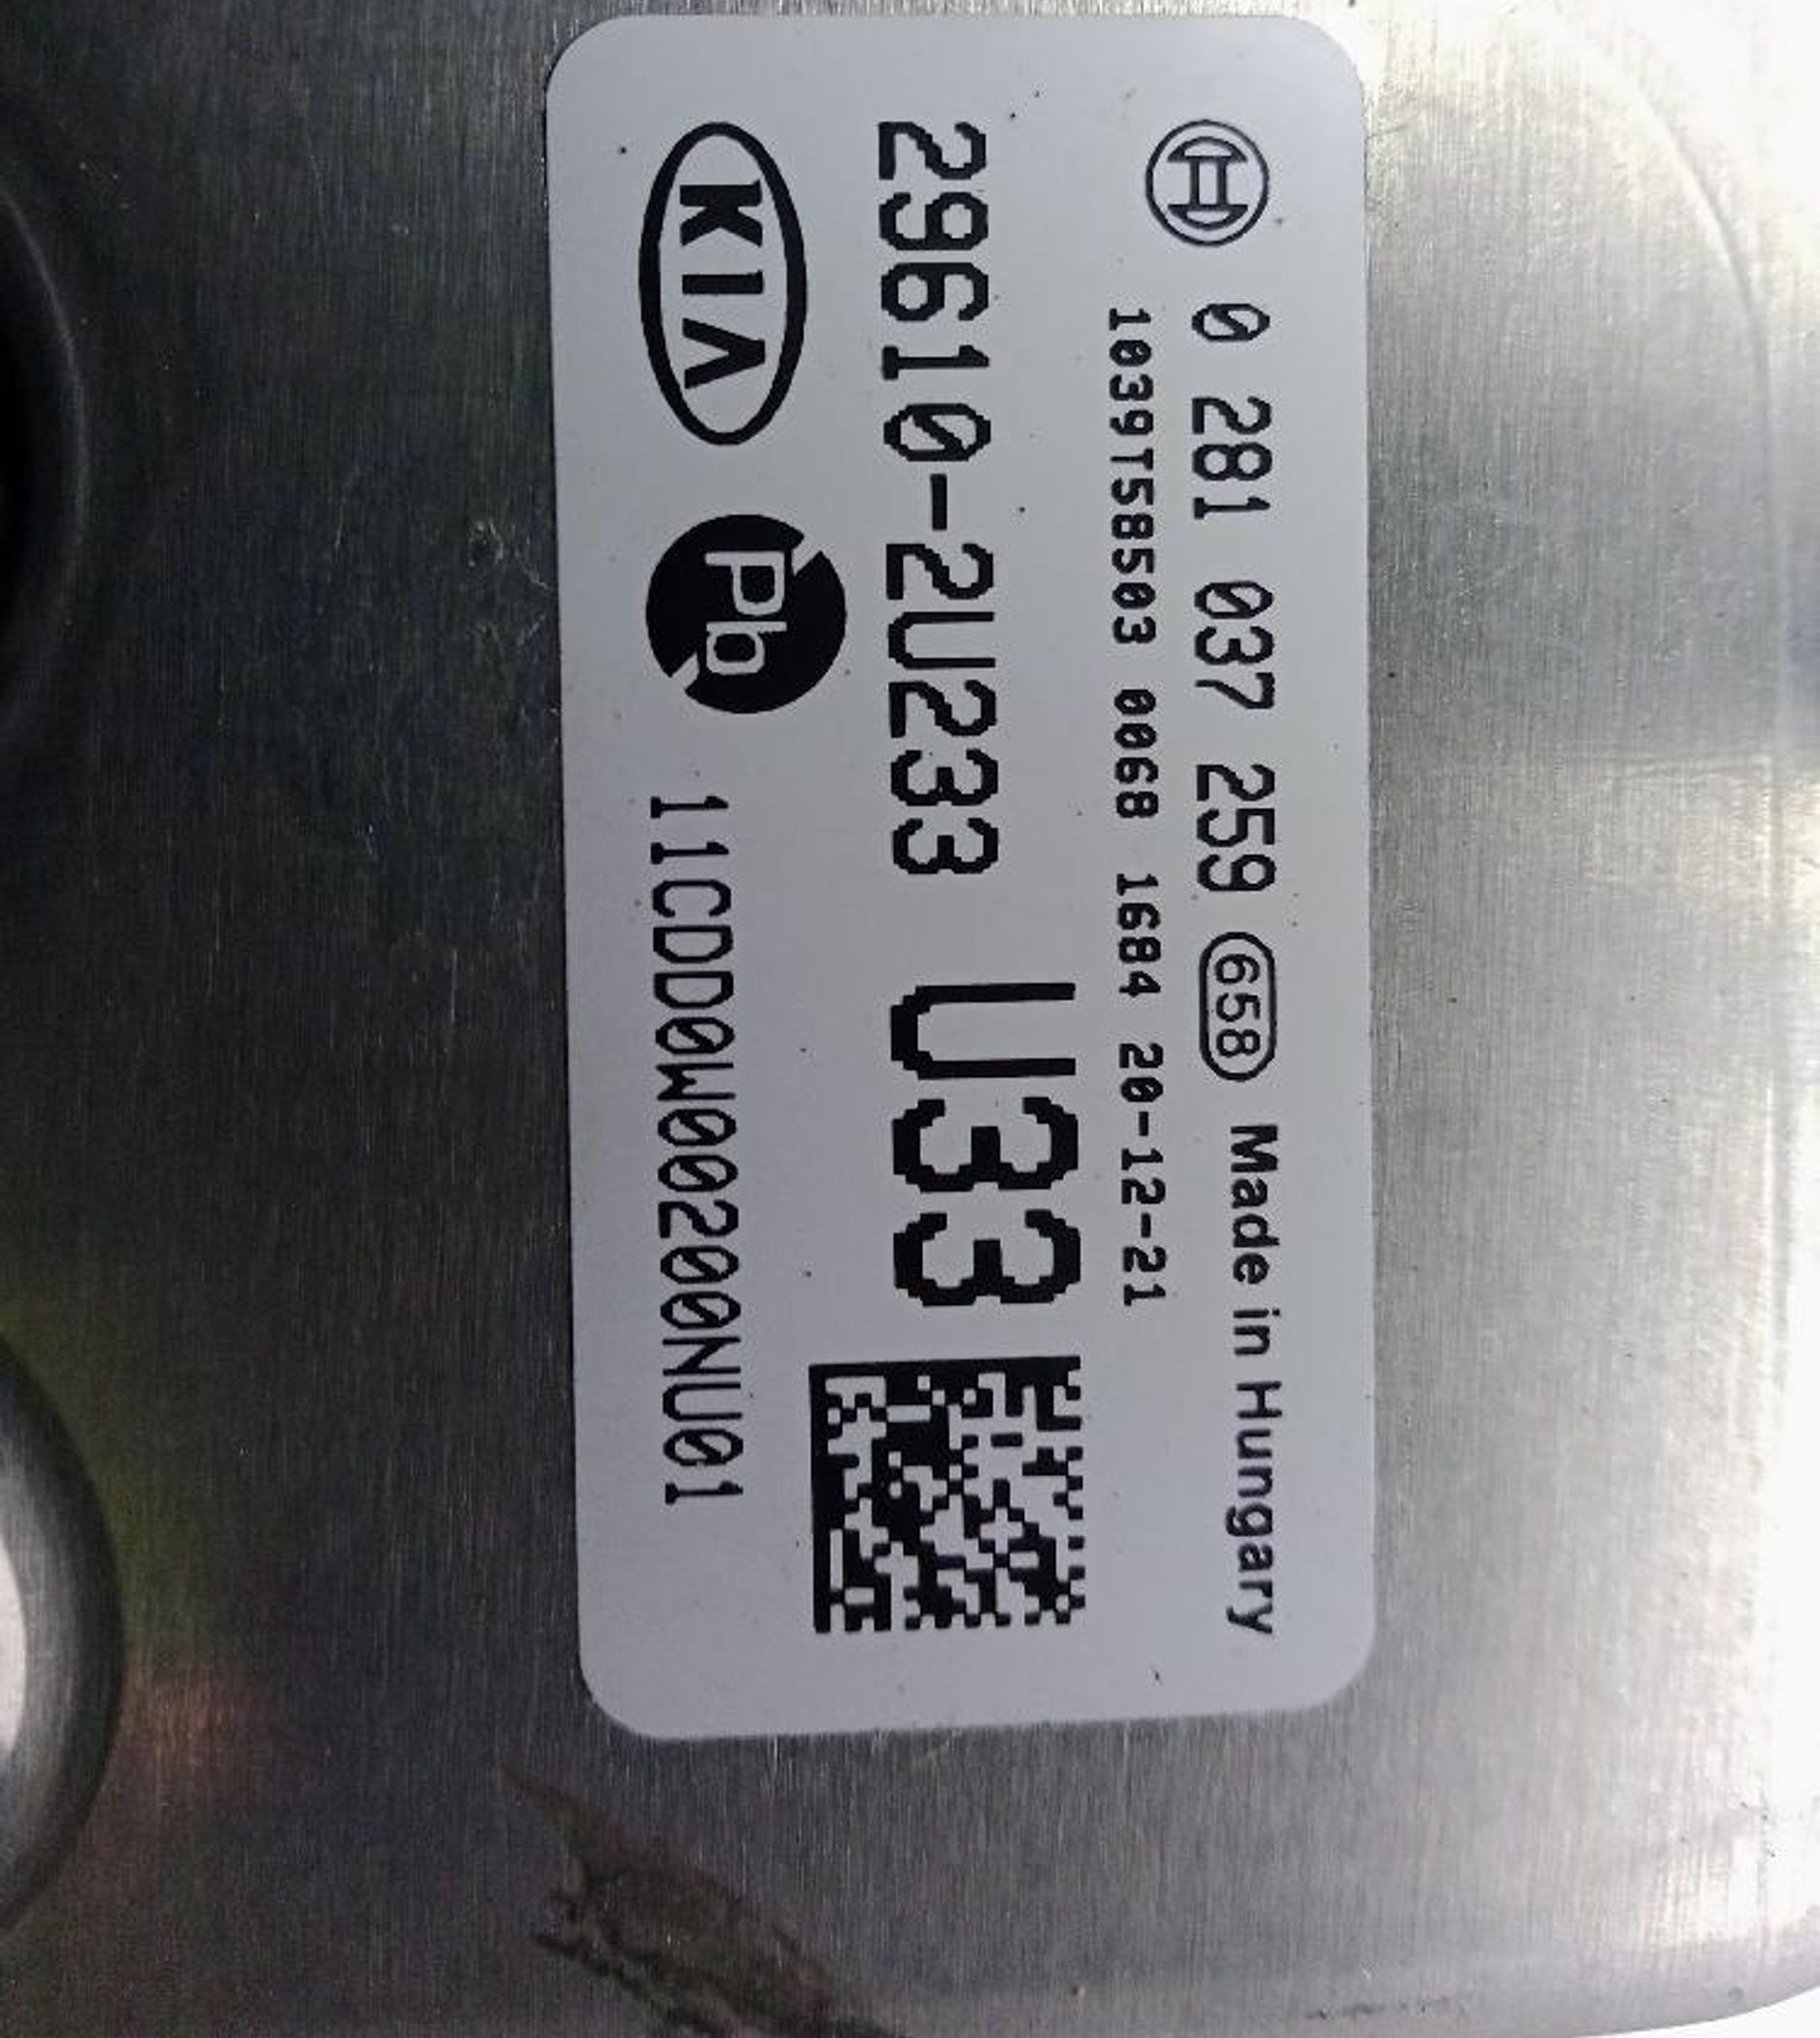 0 281 037 259 658 Made in Hungary
1039T58503 0068 1684 20-12-21
29610-2U233 U33
KIA Pb 11CDD0W00200NU01